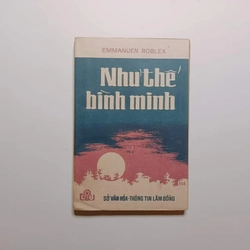 EMMANUEN ROBLEX
Như thế
bình minh
SỞ VĂN HÓA-THÔNG TIN LÂM ĐỒNG